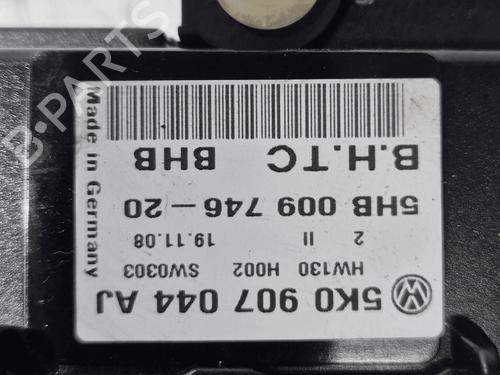 5K0 907 044 AJ
HW130 H002 SW0303
2 II 19.11.08
5HB 009 746-20
B.H.TC BHB
Made in Germany
B-PARTS